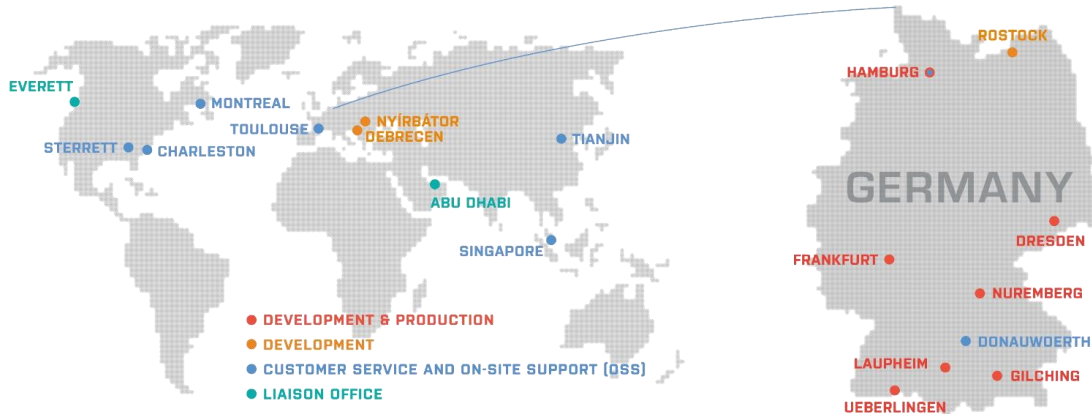 EVERETT
MONTREAL
STERRETT
CHARLESTON
TOULOUSE
NYÍRBÁTOR
DEBRECEN
TIANJIN
ABU DHABI
SINGAPORE
DEVELOPMENT & PRODUCTION
DEVELOPMENT
CUSTOMER SERVICE AND ON-SITE SUPPORT (OSS)
LIAISON OFFICE
ROSTOCK
HAMBURG
GERMANY
DRESDEN
FRANKFURT
NUREMBERG
DONAUWOERTH
LAUPHEIM
GILCHING
UEBERLINGEN